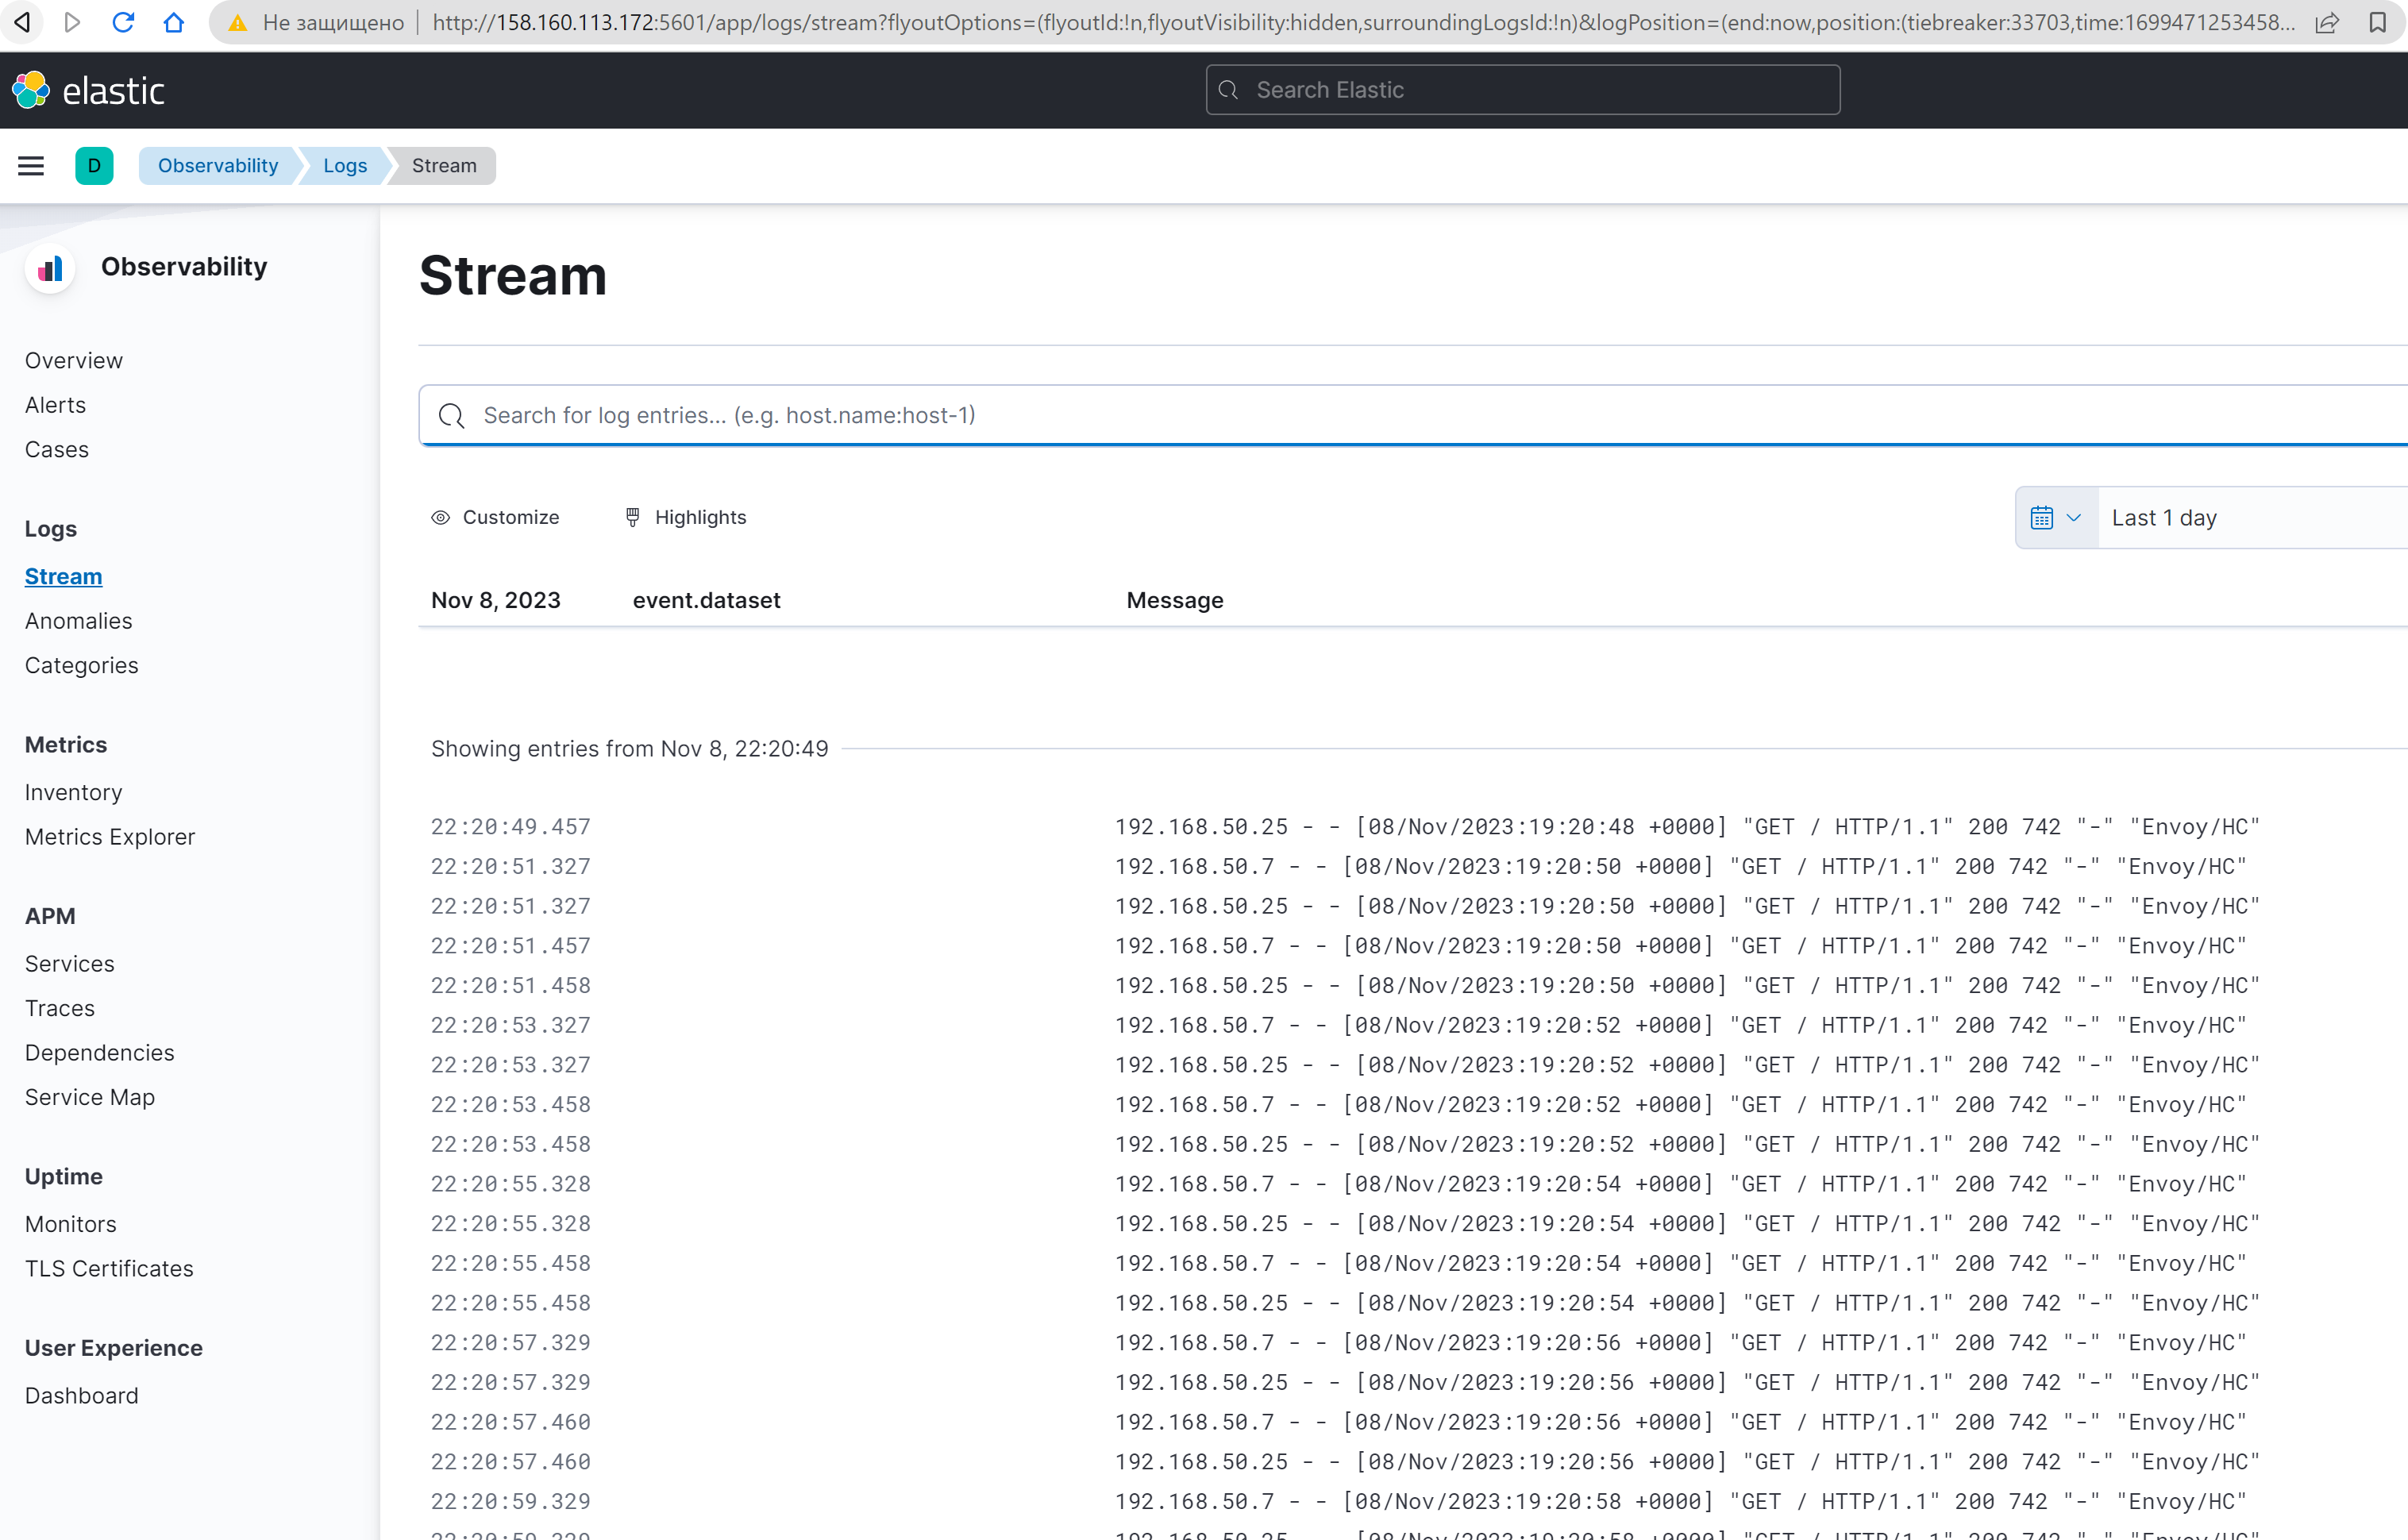 Не защищено http://158.160.113.172:5601/app/logs/stream?flyoutOptions=(flyoutId:!n,flyoutVisibility:hidden,surroundingLogsId:!n)&logPosition=(end:now,position:(tiebreaker:33703,time:1699471253458...
elastic
Search Elastic
D
Observability
Logs
Stream
Observability
Overview
Alerts
Cases
Logs
Stream
Anomalies
Categories
Metrics
Inventory
Metrics Explorer
APM
Services
Traces
Dependencies
Service Map
Uptime
Monitors
TLS Certificates
User Experience
Dashboard
Stream
Search for log entries... (e.g. host.name:host-1)
Customize
Highlights
Last 1 day
Nov 8, 2023 event.dataset Message
Showing entries from Nov 8, 22:20:49
22:20:49.457 192.168.50.25 - - [08/Nov/2023:19:20:48 +0000] "GET / HTTP/1.1" 200 742 "-" "Envoy/HC"
22:20:51.327 192.168.50.7 - - [08/Nov/2023:19:20:50 +0000] "GET / HTTP/1.1" 200 742 "-" "Envoy/HC"
22:20:51.327 192.168.50.25 - - [08/Nov/2023:19:20:50 +0000] "GET / HTTP/1.1" 200 742 "-" "Envoy/HC"
22:20:51.457 192.168.50.7 - - [08/Nov/2023:19:20:50 +0000] "GET / HTTP/1.1" 200 742 "-" "Envoy/HC"
22:20:51.458 192.168.50.25 - - [08/Nov/2023:19:20:50 +0000] "GET / HTTP/1.1" 200 742 "-" "Envoy/HC"
22:20:53.327 192.168.50.7 - - [08/Nov/2023:19:20:52 +0000] "GET / HTTP/1.1" 200 742 "-" "Envoy/HC"
22:20:53.327 192.168.50.25 - - [08/Nov/2023:19:20:52 +0000] "GET / HTTP/1.1" 200 742 "-" "Envoy/HC"
22:20:53.458 192.168.50.7 - - [08/Nov/2023:19:20:52 +0000] "GET / HTTP/1.1" 200 742 "-" "Envoy/HC"
22:20:53.458 192.168.50.25 - - [08/Nov/2023:19:20:52 +0000] "GET / HTTP/1.1" 200 742 "-" "Envoy/HC"
22:20:55.328 192.168.50.7 - - [08/Nov/2023:19:20:54 +0000] "GET / HTTP/1.1" 200 742 "-" "Envoy/HC"
22:20:55.328 192.168.50.25 - - [08/Nov/2023:19:20:54 +0000] "GET / HTTP/1.1" 200 742 "-" "Envoy/HC"
22:20:55.458 192.168.50.7 - - [08/Nov/2023:19:20:54 +0000] "GET / HTTP/1.1" 200 742 "-" "Envoy/HC"
22:20:55.458 192.168.50.25 - - [08/Nov/2023:19:20:54 +0000] "GET / HTTP/1.1" 200 742 "-" "Envoy/HC"
22:20:57.329 192.168.50.7 - - [08/Nov/2023:19:20:56 +0000] "GET / HTTP/1.1" 200 742 "-" "Envoy/HC"
22:20:57.329 192.168.50.25 - - [08/Nov/2023:19:20:56 +0000] "GET / HTTP/1.1" 200 742 "-" "Envoy/HC"
22:20:57.460 192.168.50.7 - - [08/Nov/2023:19:20:56 +0000] "GET / HTTP/1.1" 200 742 "-" "Envoy/HC"
22:20:57.460 192.168.50.25 - - [08/Nov/2023:19:20:56 +0000] "GET / HTTP/1.1" 200 742 "-" "Envoy/HC"
22:20:59.329 192.168.50.7 - - [08/Nov/2023:19:20:58 +0000] "GET / HTTP/1.1" 200 742 "-" "Envoy/HC"